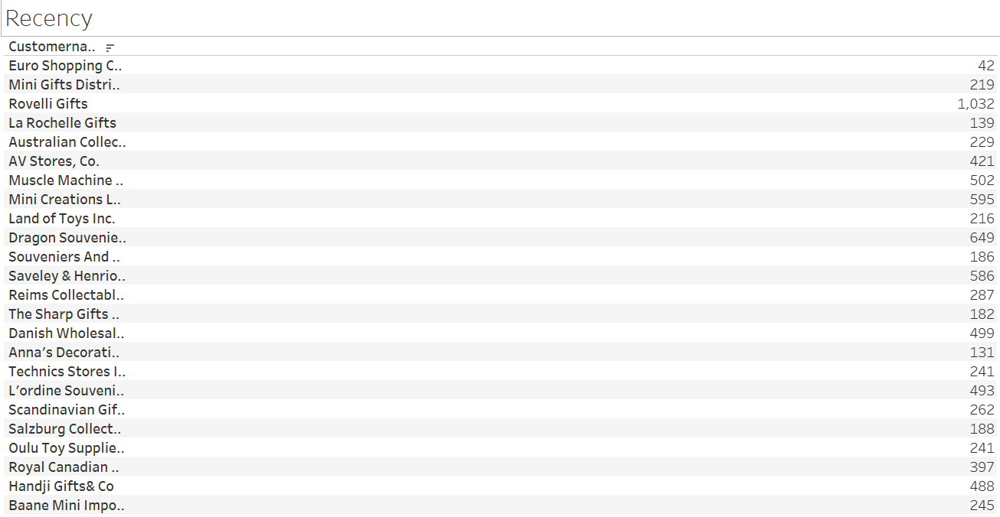 Recency
Customerna..
Euro Shopping C.. 42
Mini Gifts Distri.. 219
Rovelli Gifts 1,032
La Rochelle Gifts 139
Australian Collec.. 229
AV Stores, Co. 421
Muscle Machine .. 502
Mini Creations L.. 595
Land of Toys Inc. 216
Dragon Souvenie.. 649
Souveniers And .. 186
Saveley & Henrio.. 586
Reims Collectabl.. 287
The Sharp Gifts .. 182
Danish Wholesal.. 499
Anna's Decorati.. 131
Technics Stores I.. 241
L'ordine Souveni.. 493
Scandinavian Gif.. 262
Salzburg Collect.. 188
Oulu Toy Supplie.. 241
Royal Canadian .. 397
Handji Gifts& Co 488
Baane Mini Impo.. 245